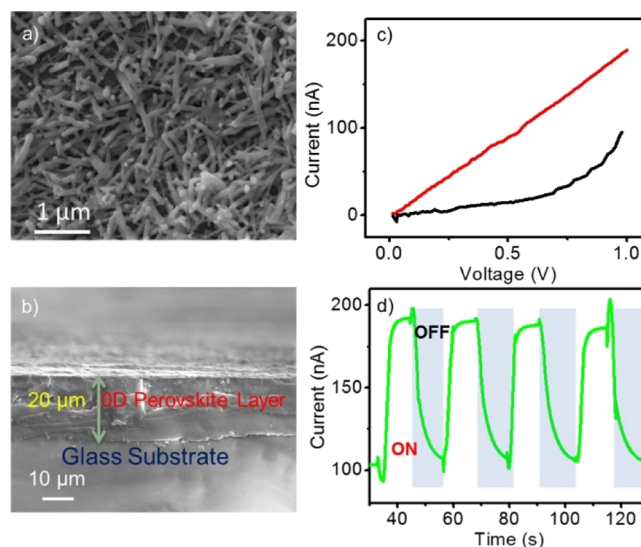 a)
1 μm
b)
20 μm
0D Perovskite Layer
Glass Substrate
10 μm
c)
Current (nA)
200
100
0
0.0
0.5
1.0
Voltage (V)
d)
Current (nA)
200
150
100
OFF
ON
40
60
80
100
120
Time (s)